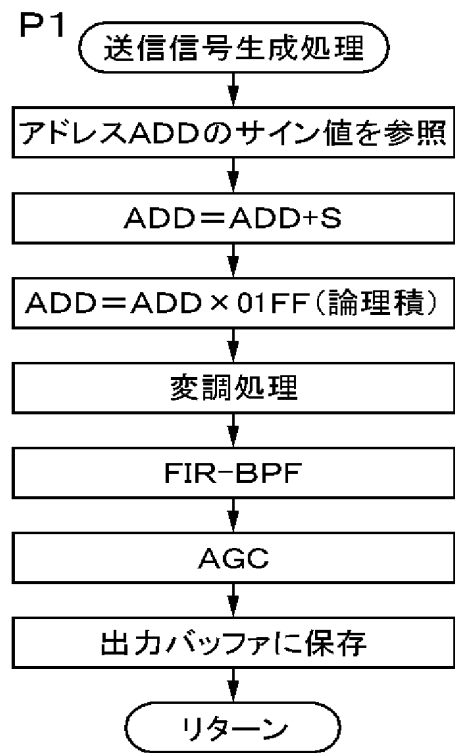 P1
送信信号生成処理
アドレスADDのサイン値を参照
ADD=ADD+S
ADD=ADD×01FF(論理積)
変調処理
FIR-BPF
AGC
出力バッファに保存
リターン